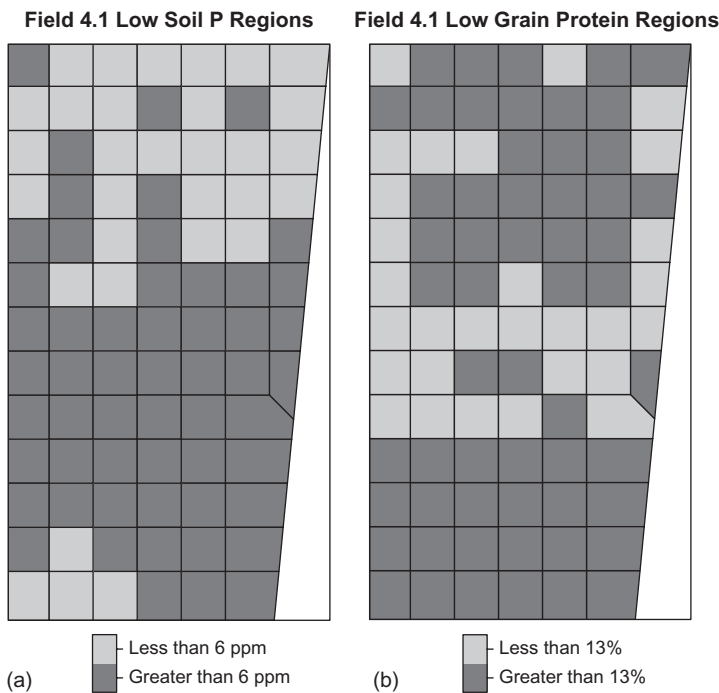 Field 4.1 Low Soil P Regions
Field 4.1 Low Grain Protein Regions
Less than 6 ppm
Greater than 6 ppm
(a)
Less than 13%
Greater than 13%
(b)